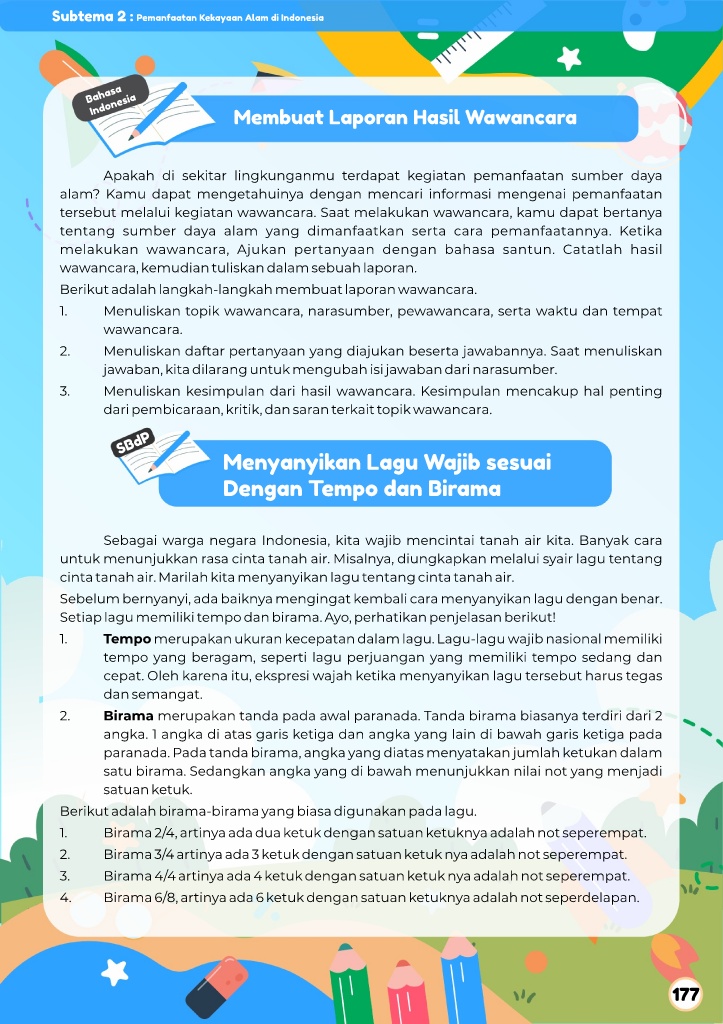 Subtema 2 : Pemanfaatan Kekayaan Alam di Indonesia
Bahasa
Indonesia
Membuat Laporan Hasil Wawancara
Apakah di sekitar lingkunganmu terdapat kegiatan pemanfaatan sumber daya
alam? Kamu dapat mengetahuinya dengan mencari informasi mengenai pemanfaatan
tersebut melalui kegiatan wawancara. Saat melakukan wawancara, kamu dapat bertanya
tentang sumber daya alam yang dimanfaatkan serta cara pemanfaatannya. Ketika
melakukan wawancara, Ajukan pertanyaan dengan bahasa santun. Catatlah hasil
wawancara, kemudian tuliskan dalam sebuah laporan.
Berikut adalah langkah-langkah membuat laporan wawancara.
1. Menuliskan topik wawancara, narasumber, pewawancara, serta waktu dan tempat
wawancara.
2. Menuliskan daftar pertanyaan yang diajukan beserta jawabannya. Saat menuliskan
jawaban, kita dilarang untuk mengubah isi jawaban dari narasumber.
3. Menuliskan kesimpulan dari hasil wawancara. Kesimpulan mencakup hal penting
dari pembicaraan, kritik, dan saran terkait topik wawancara.
SBdP
Menyanyikan Lagu Wajib sesuai
Dengan Tempo dan Birama
Sebagai warga negara Indonesia, kita wajib mencintai tanah air kita. Banyak cara
untuk menunjukkan rasa cinta tanah air. Misalnya, diungkapkan melalui syair lagu tentang
cinta tanah air. Marilah kita menyanyikan lagu tentang cinta tanah air.
Sebelum bernyanyi, ada baiknya mengingat kembali cara menyanyikan lagu dengan benar.
Setiap lagu memiliki tempo dan birama. Ayo, perhatikan penjelasan berikut!
1. Tempo merupakan ukuran kecepatan dalam lagu. Lagu-lagu wajib nasional memiliki
tempo yang beragam, seperti lagu perjuangan yang memiliki tempo sedang dan
cepat. Oleh karena itu, ekspresi wajah ketika menyanyikan lagu tersebut harus tegas
dan semangat.
2. Birama merupakan tanda pada awal paranada. Tanda birama biasanya terdiri dari 2
angka. 1 angka di atas garis ketiga dan angka yang lain di bawah garis ketiga pada
paranada. Pada tanda birama, angka yang diatas menyatakan jumlah ketukan dalam
satu birama. Sedangkan angka yang di bawah menunjukkan nilai not yang menjadi
satuan ketuk.
Berikut adalah birama-birama yang biasa digunakan pada lagu.
1. Birama 2/4, artinya ada dua ketuk dengan satuan ketuknya adalah not seperempat.
2. Birama 3/4 artinya ada 3 ketuk dengan satuan ketuk nya adalah not seperempat.
3. Birama 4/4 artinya ada 4 ketuk dengan satuan ketuk nya adalah not seperempat.
4. Birama 6/8, artinya ada 6 ketuk dengan satuan ketuknya adalah not seperdelapan.
177